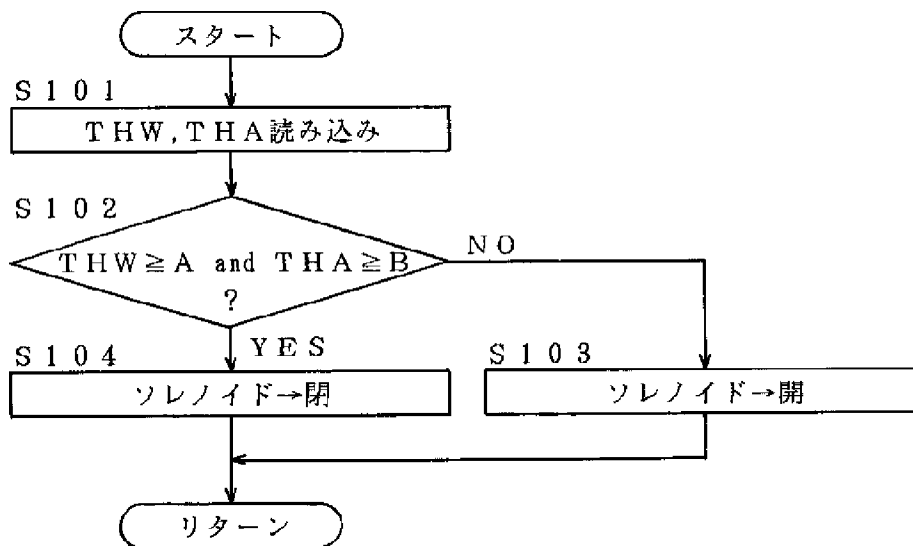 スタート
S101
THW,THA読み込み
S102
THW≧A and THA≧B
?
NO
YES
S104
ソレノイド→閉
S103
ソレノイド→開
リターン